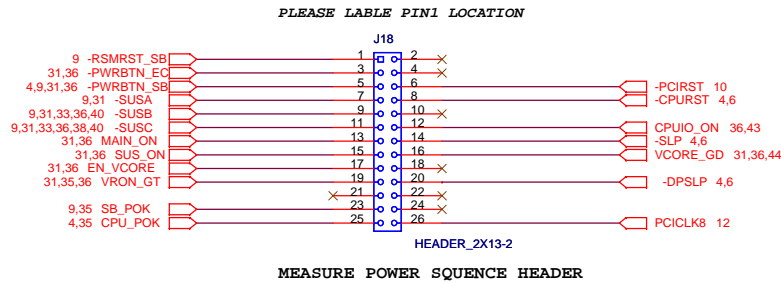 PLEASE LABLE PIN1 LOCATION
J18
9 -RSMRST_SB 1 2
31,36 -PWRBTN_EC 3 4
4,9,31,36 -PWRBTN_SB 5 6 -PCIRST 10
9,31 -SUSA 7 8 -CPURST 4,6
9,31,33,36,40 -SUSB 9 10
9,31,33,36,38,40 -SUSC 11 12 CPUIO_ON 36,43
31,36 MAIN_ON 13 14 -SLP 4,6
31,36 SUS_ON 15 16 VCORE_GD 31,36,44
31,36 EN_VCORE 17 18
31,35,36 VRON_GT 19 20 -DPSLP 4,6
21 22
9,35 SB_POK 23 24
4,35 CPU_POK 25 26 PCICLK8 12
HEADER_2X13-2
MEASURE POWER SQUENCE HEADER